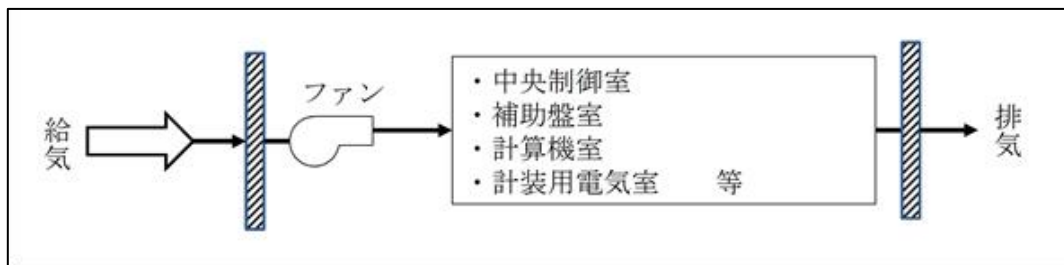 給気
ファン
・中央制御室
・補助盤室
・計算機室
・計装用電気室　　等
排気